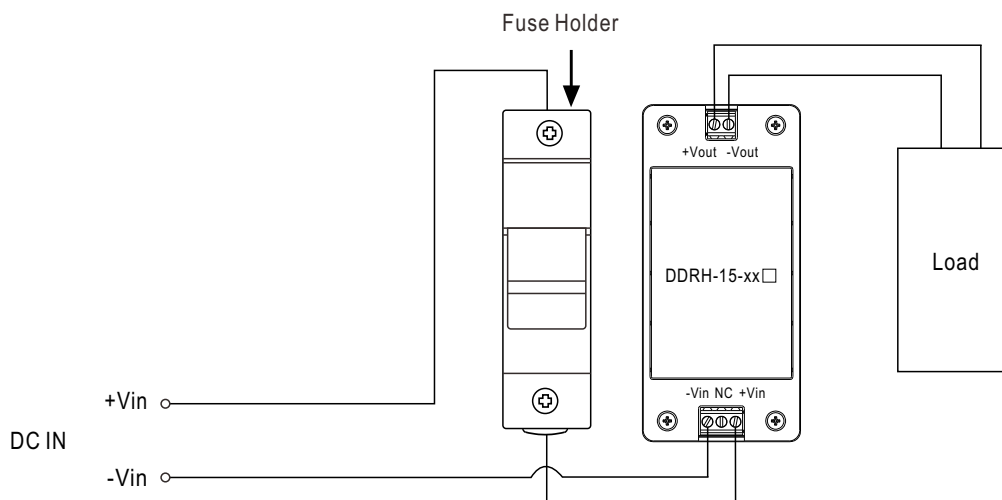 Fuse Holder
+Vout -Vout
DDRH-15-xx□
Load
-Vin NC +Vin
+Vin
DC IN
-Vin